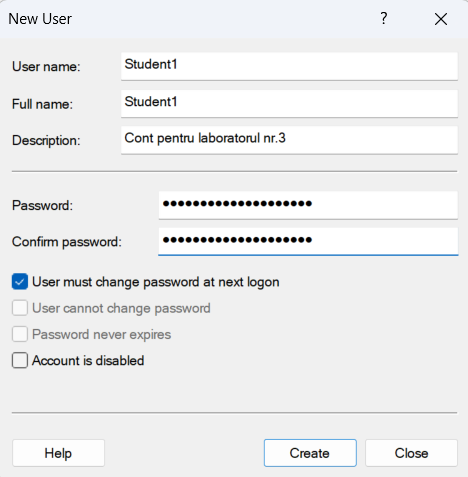 New User ? ×
User name: Student1
Full name: Student1
Description: Cont pentru laboratorul nr.3
Password: ●●●●●●●●●●●●●●●●●●●●
Confirm password: ●●●●●●●●●●●●●●●●●●●●
User must change password at next logon
User cannot change password
Password never expires
Account is disabled
Help Create Close